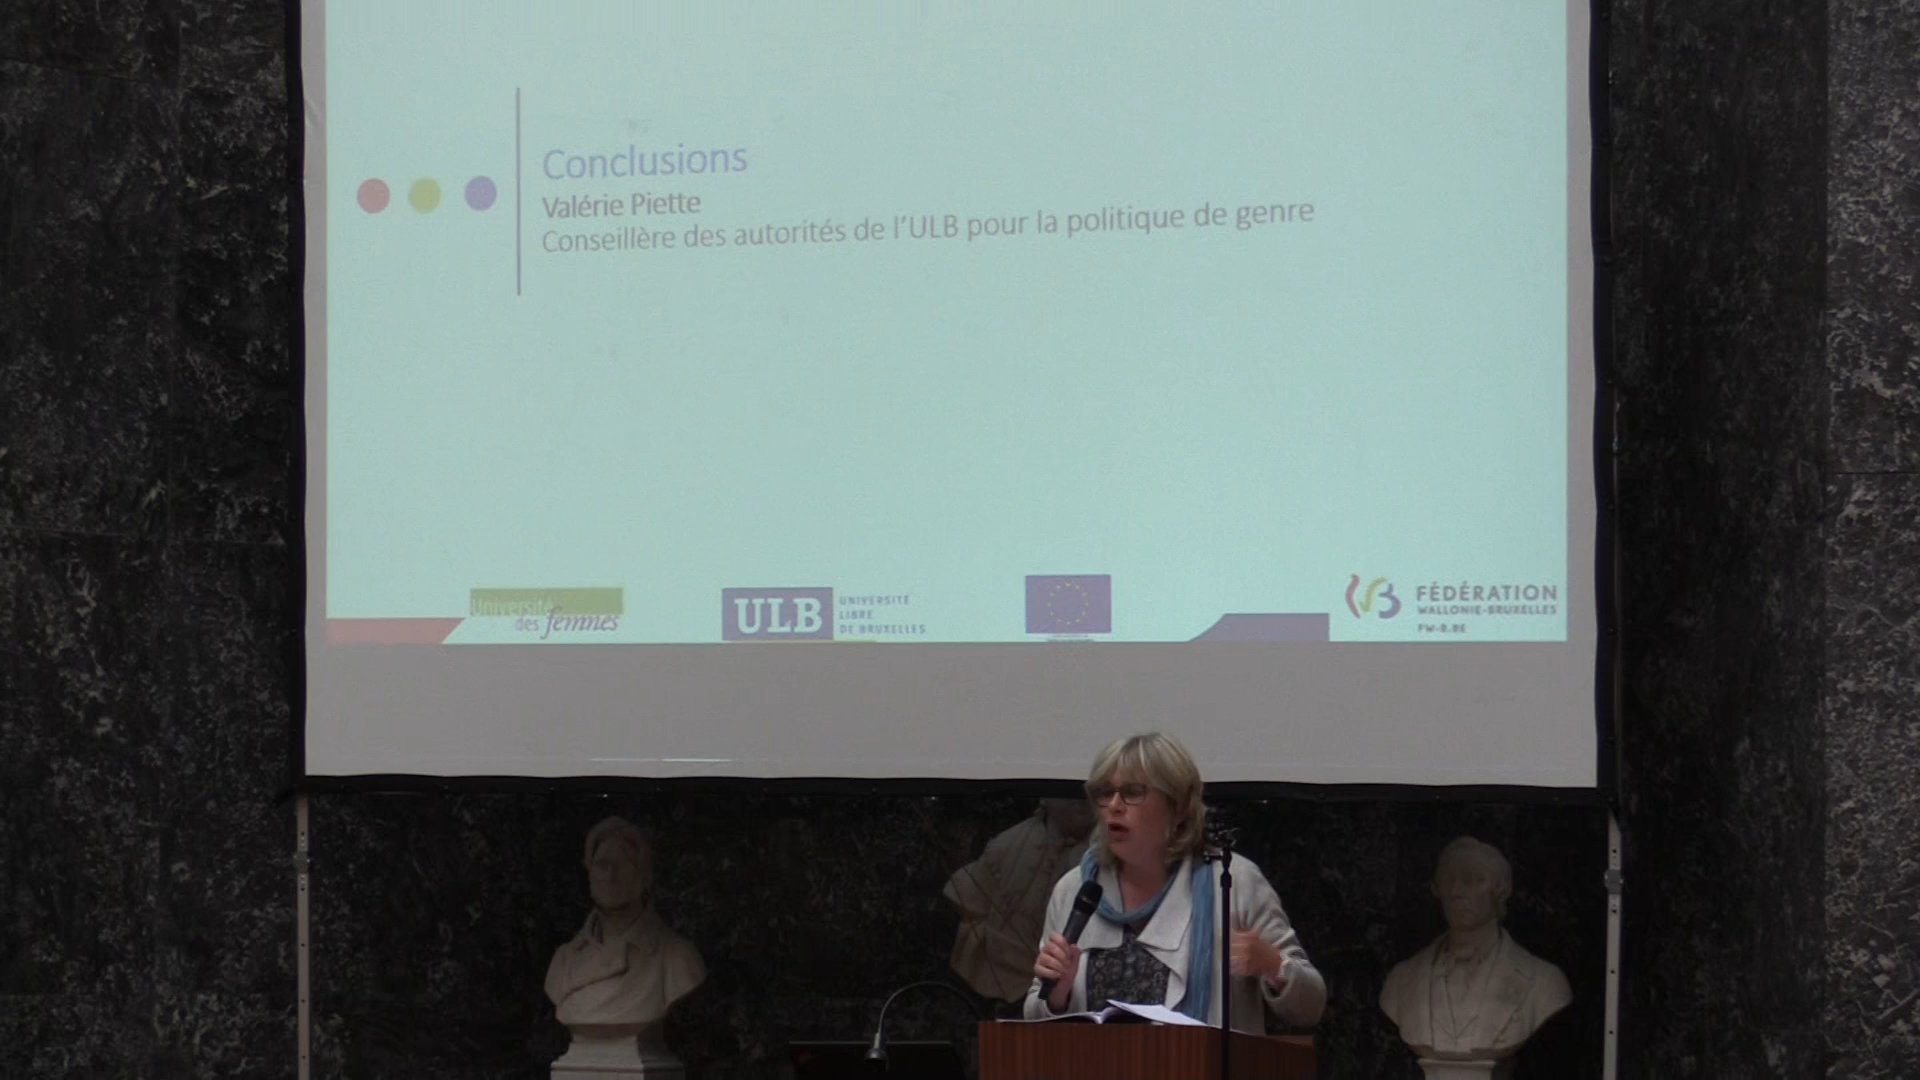 Conclusions
Valérie Piette
Conseillère des autorités de l'ULB pour la politique de genre
Université
des femmes
ULB
UNIVERSITÉ
LIBRE
DE BRUXELLES
FÉDÉRATION
WALLONIE-BRUXELLES
FW-B.BE